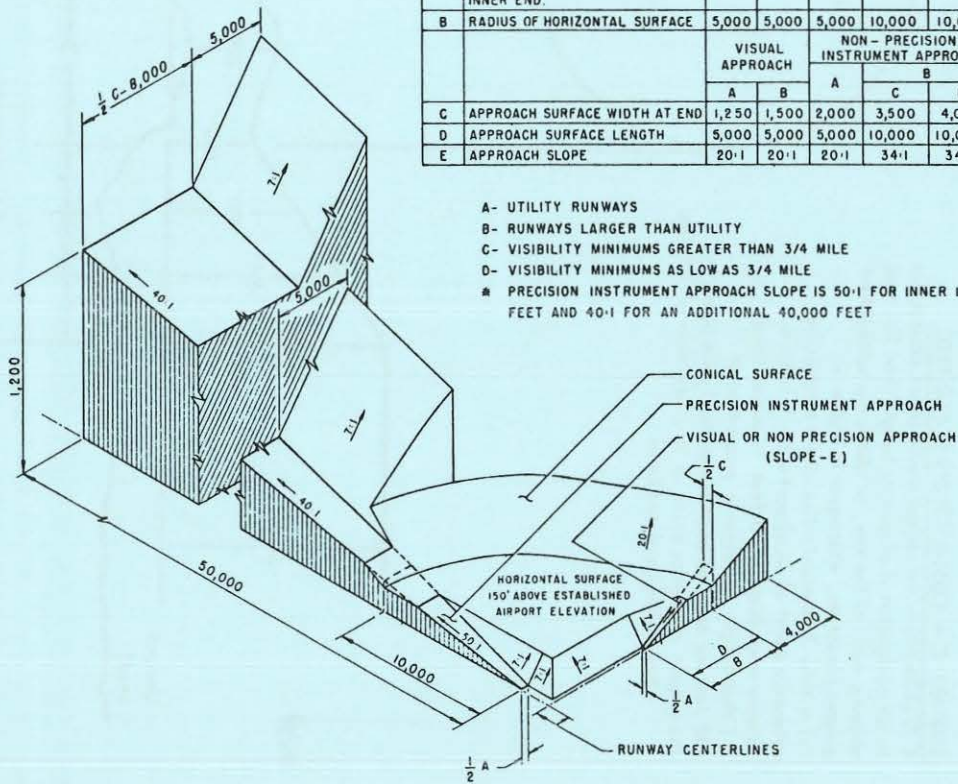 INNER END.
B RADIUS OF HORIZONTAL SURFACE 5,000 5,000 5,000 10,000
VISUAL APPROACH
NON-PRECISION
INSTRUMENT
A B
A B C
C APPROACH SURFACE WIDTH AT END 1,250 1,500 2,000 3,500
D APPROACH SURFACE LENGTH 5,000 5,000 5,000 10,000
E APPROACH SLOPE 20:1 20:1 20:1 34:1
A- UTILITY RUNWAYS
B- RUNWAYS LARGER THAN UTILITY
C- VISIBILITY MINIMUMS GREATER THAN 3/4 MILE
D- VISIBILITY MINIMUMS AS LOW AS 3/4 MILE
* PRECISION INSTRUMENT APPROACH SLOPE IS 50:1 FOR INNER
FEET AND 40:1 FOR AN ADDITIONAL 40,000 FEET
5,000
1/2 C-8,000
7:1
40:1
5,000
1,200
7:1
40:1
CONICAL SURFACE
PRECISION INSTRUMENT APPROACH
VISUAL OR NON PRECISION APPROACH
(SLOPE-E)
1/2 C
20:1
HORIZONTAL SURFACE
150' ABOVE ESTABLISHED
AIRPORT ELEVATION
50,000
50:1
10,000
7:1
7:1
7:1
7:1
7:1
4,000
D
B
1/2 A
RUNWAY CENTERLINES
1/2 A